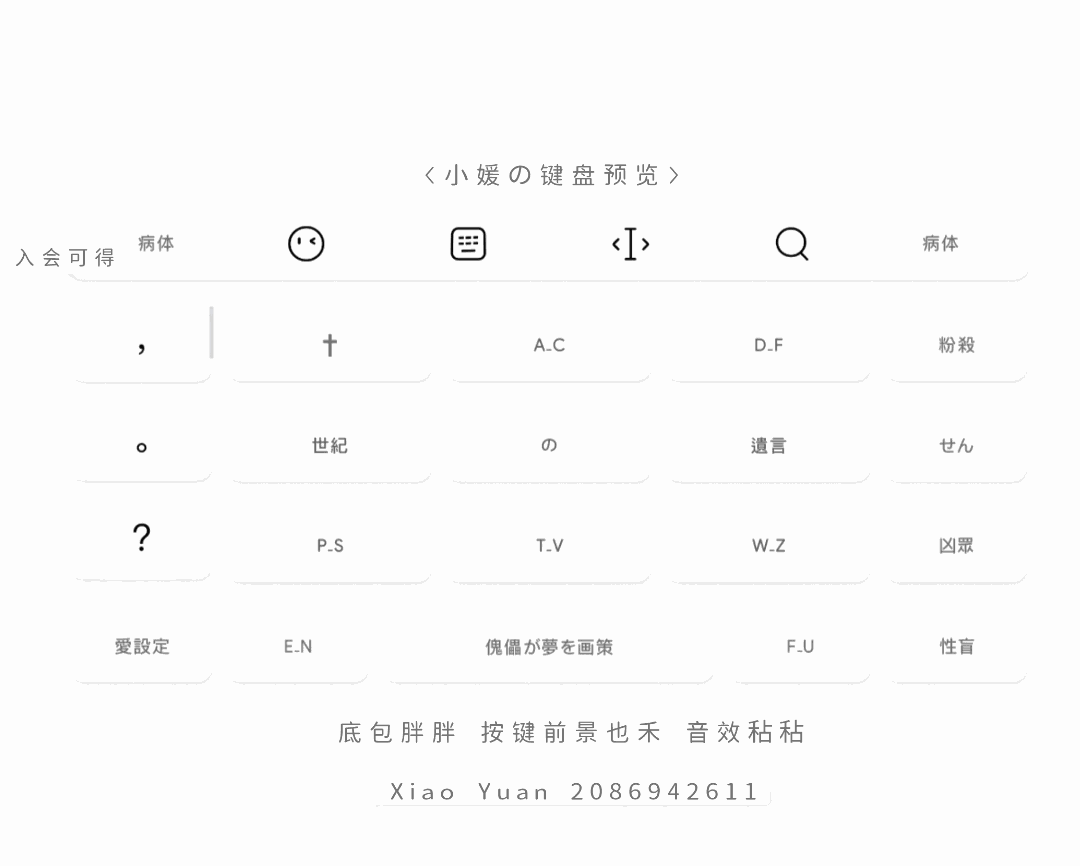 〈小媛の键盘预览〉
入会可得
病体 病体
， † A_C D_F 粉殺
。 世紀 の 遺言 せん
? P_S T_V W_Z 凶眾
愛設定 E_N 傀儡が夢を画策 F_U 性盲
底包胖胖 按键前景也禾 音效秥秥
Xiao Yuan 2086942611